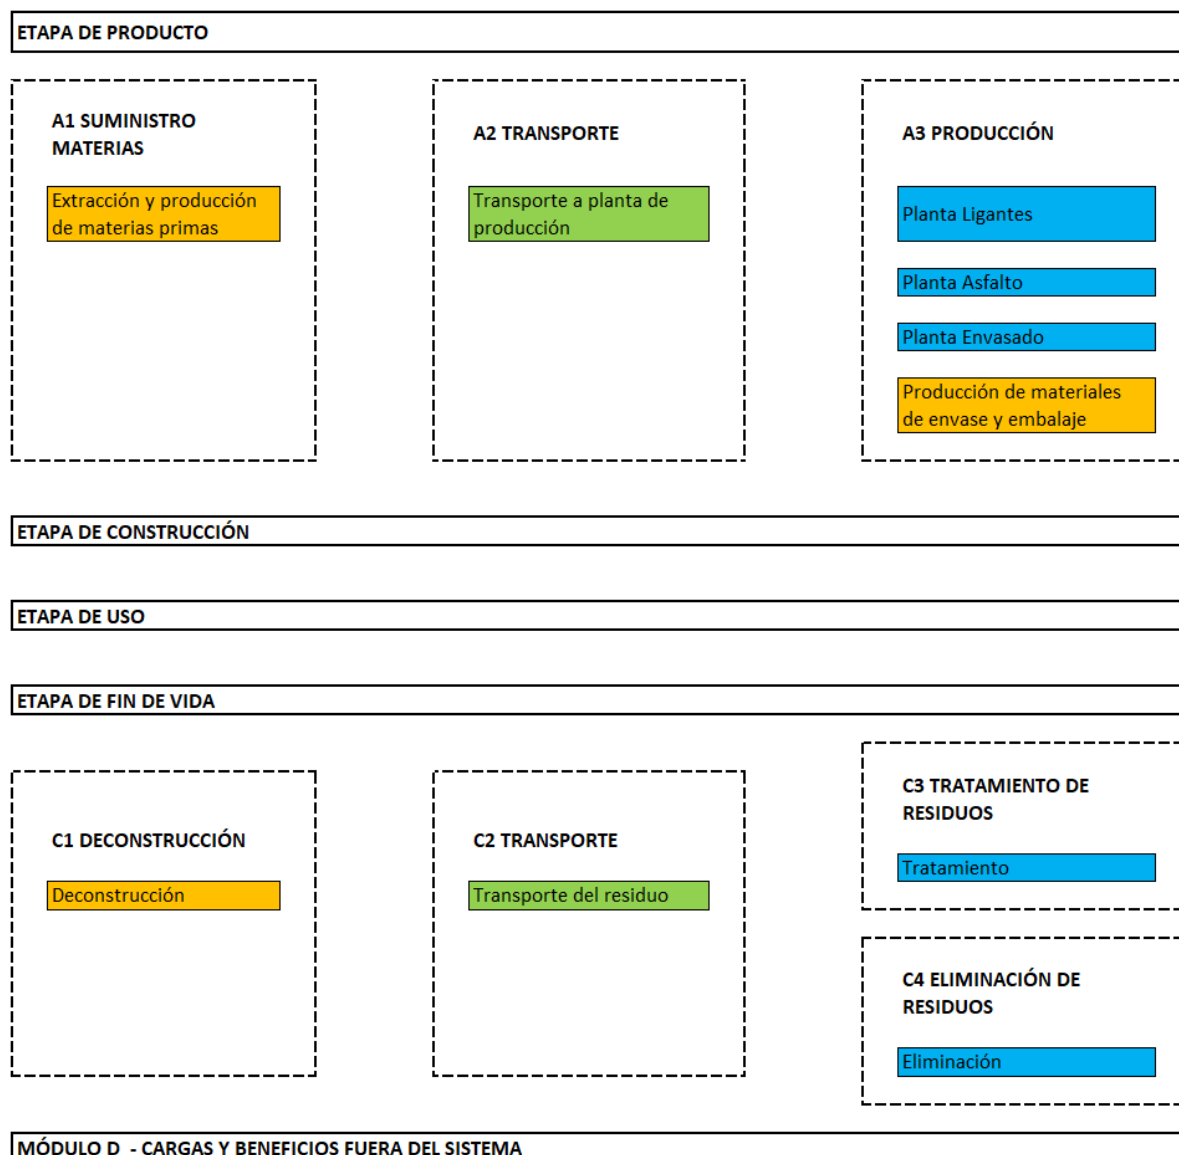 ETAPA DE PRODUCTO
A1 SUMINISTRO
MATERIAS
Extracción y producción
de materias primas
A2 TRANSPORTE
Transporte a planta de
producción
A3 PRODUCCIÓN
Planta Ligantes
Planta Asfalto
Planta Envasado
Producción de materiales
de envase y embalaje
ETAPA DE CONSTRUCCIÓN
ETAPA DE USO
ETAPA DE FIN DE VIDA
C1 DECONSTRUCCIÓN
Deconstrucción
C2 TRANSPORTE
Transporte del residuo
C3 TRATAMIENTO DE
RESIDUOS
Tratamiento
C4 ELIMINACIÓN DE
RESIDUOS
Eliminación
MÓDULO D - CARGAS Y BENEFICIOS FUERA DEL SISTEMA